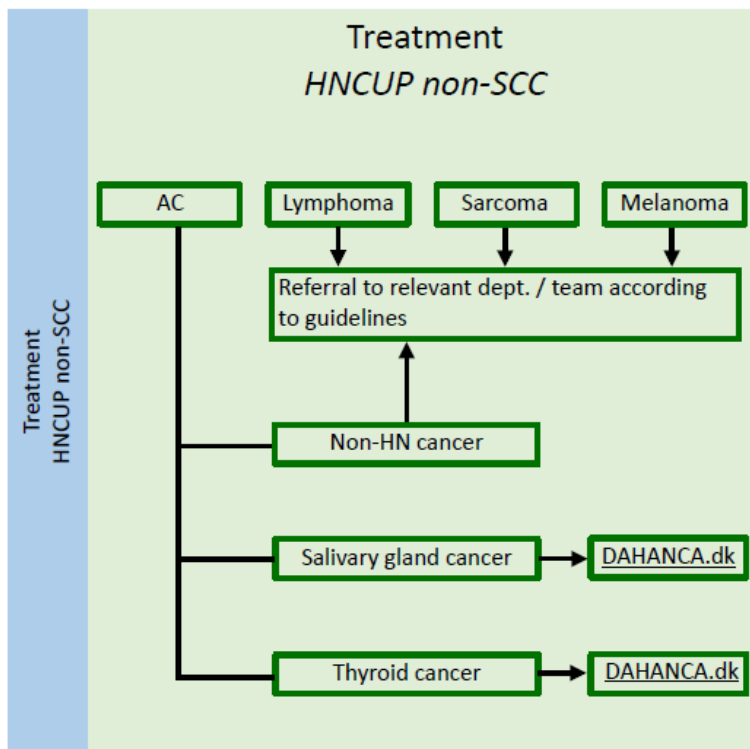 Treatment
HNCUP non-SCC
Treatment
HNCUP non-SCC
AC
Lymphoma
Sarcoma
Melanoma
Referral to relevant dept. / team according
to guidelines
Non-HN cancer
Salivary gland cancer
DAHANCA.dk
Thyroid cancer
DAHANCA.dk